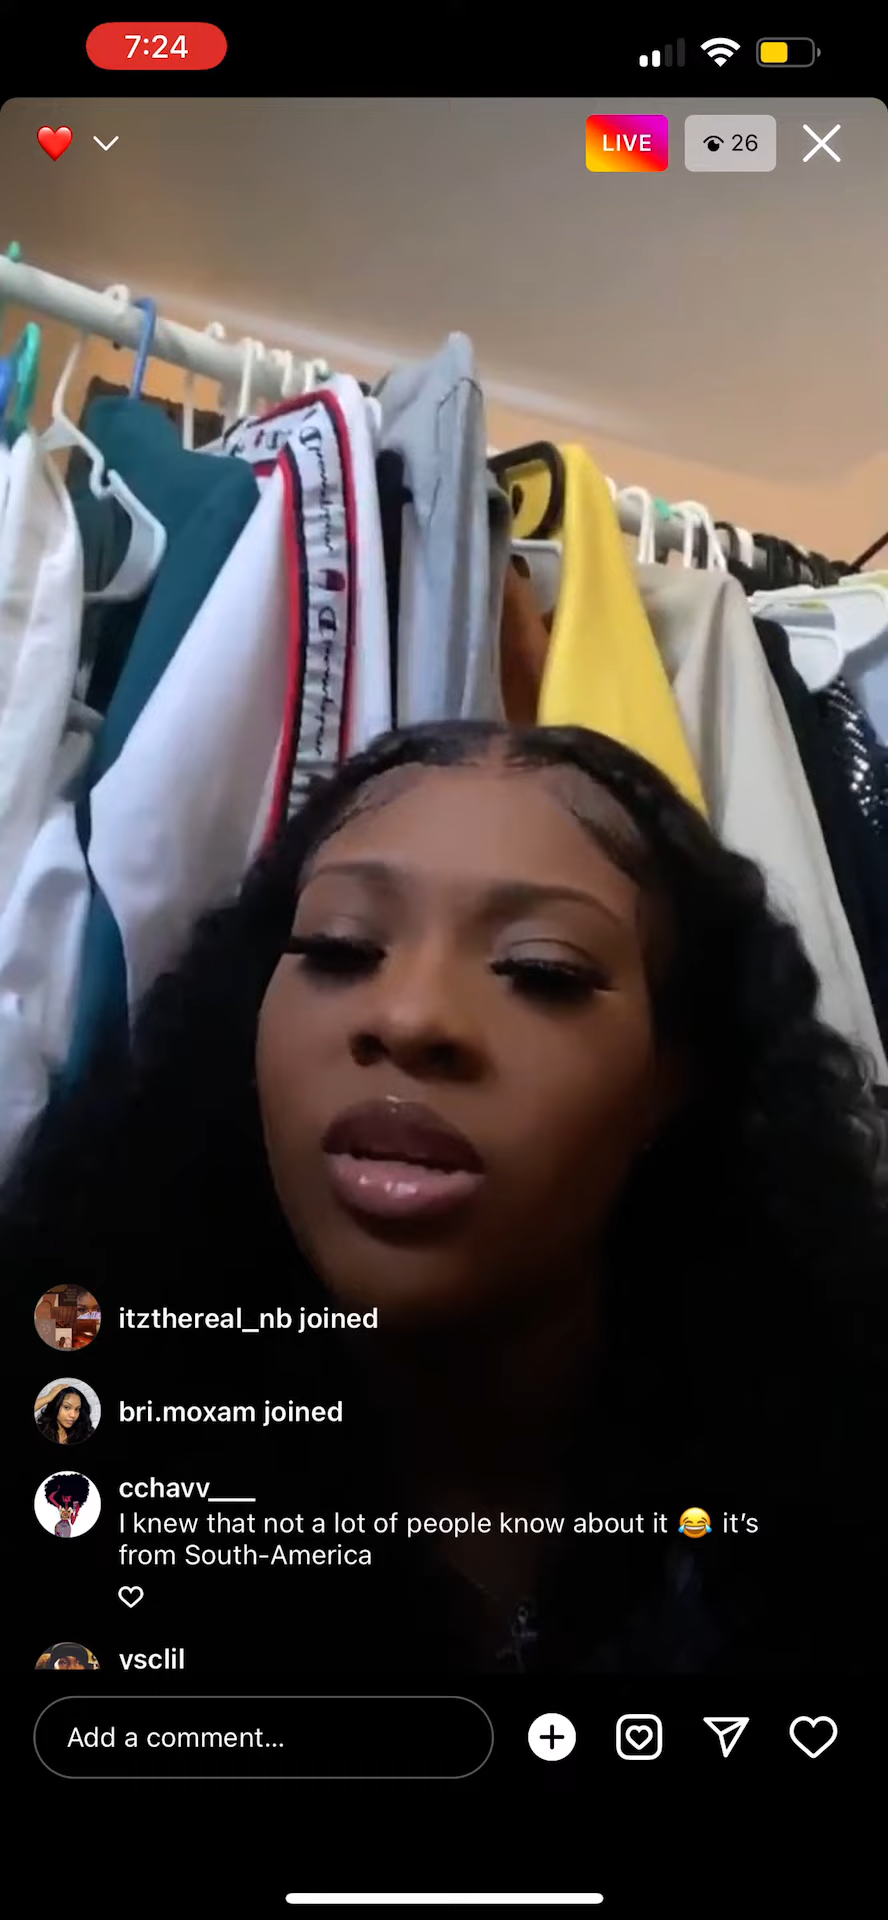 7:24
LIVE
26
itzthereal_nb joined
bri.moxam joined
cchavv___
I knew that not a lot of people know about it 😂 it's
from South-America
vsclil
Add a comment...